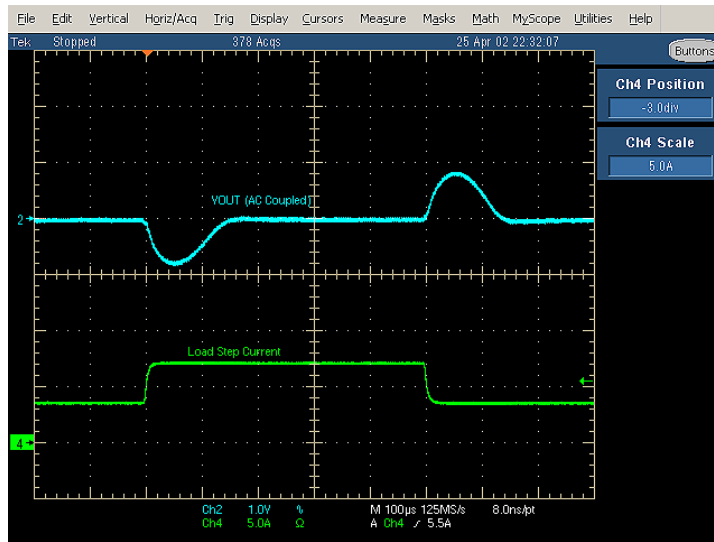 File Edit Vertical Horiz/Acq Trig Display Cursors Measure Masks Math MyScope Utilities Help
Tek Stopped 378 Acqs 25 Apr 02 22:32:07
Buttons
Ch4 Position
-3.0div
Ch4 Scale
5.0A
VOUT (AC Coupled)
2
Load Step Current
4
Ch2 1.0V % M 100µs 125MS/s 8.0ns/pt
Ch4 5.0A Ω A Ch4 / 5.5A